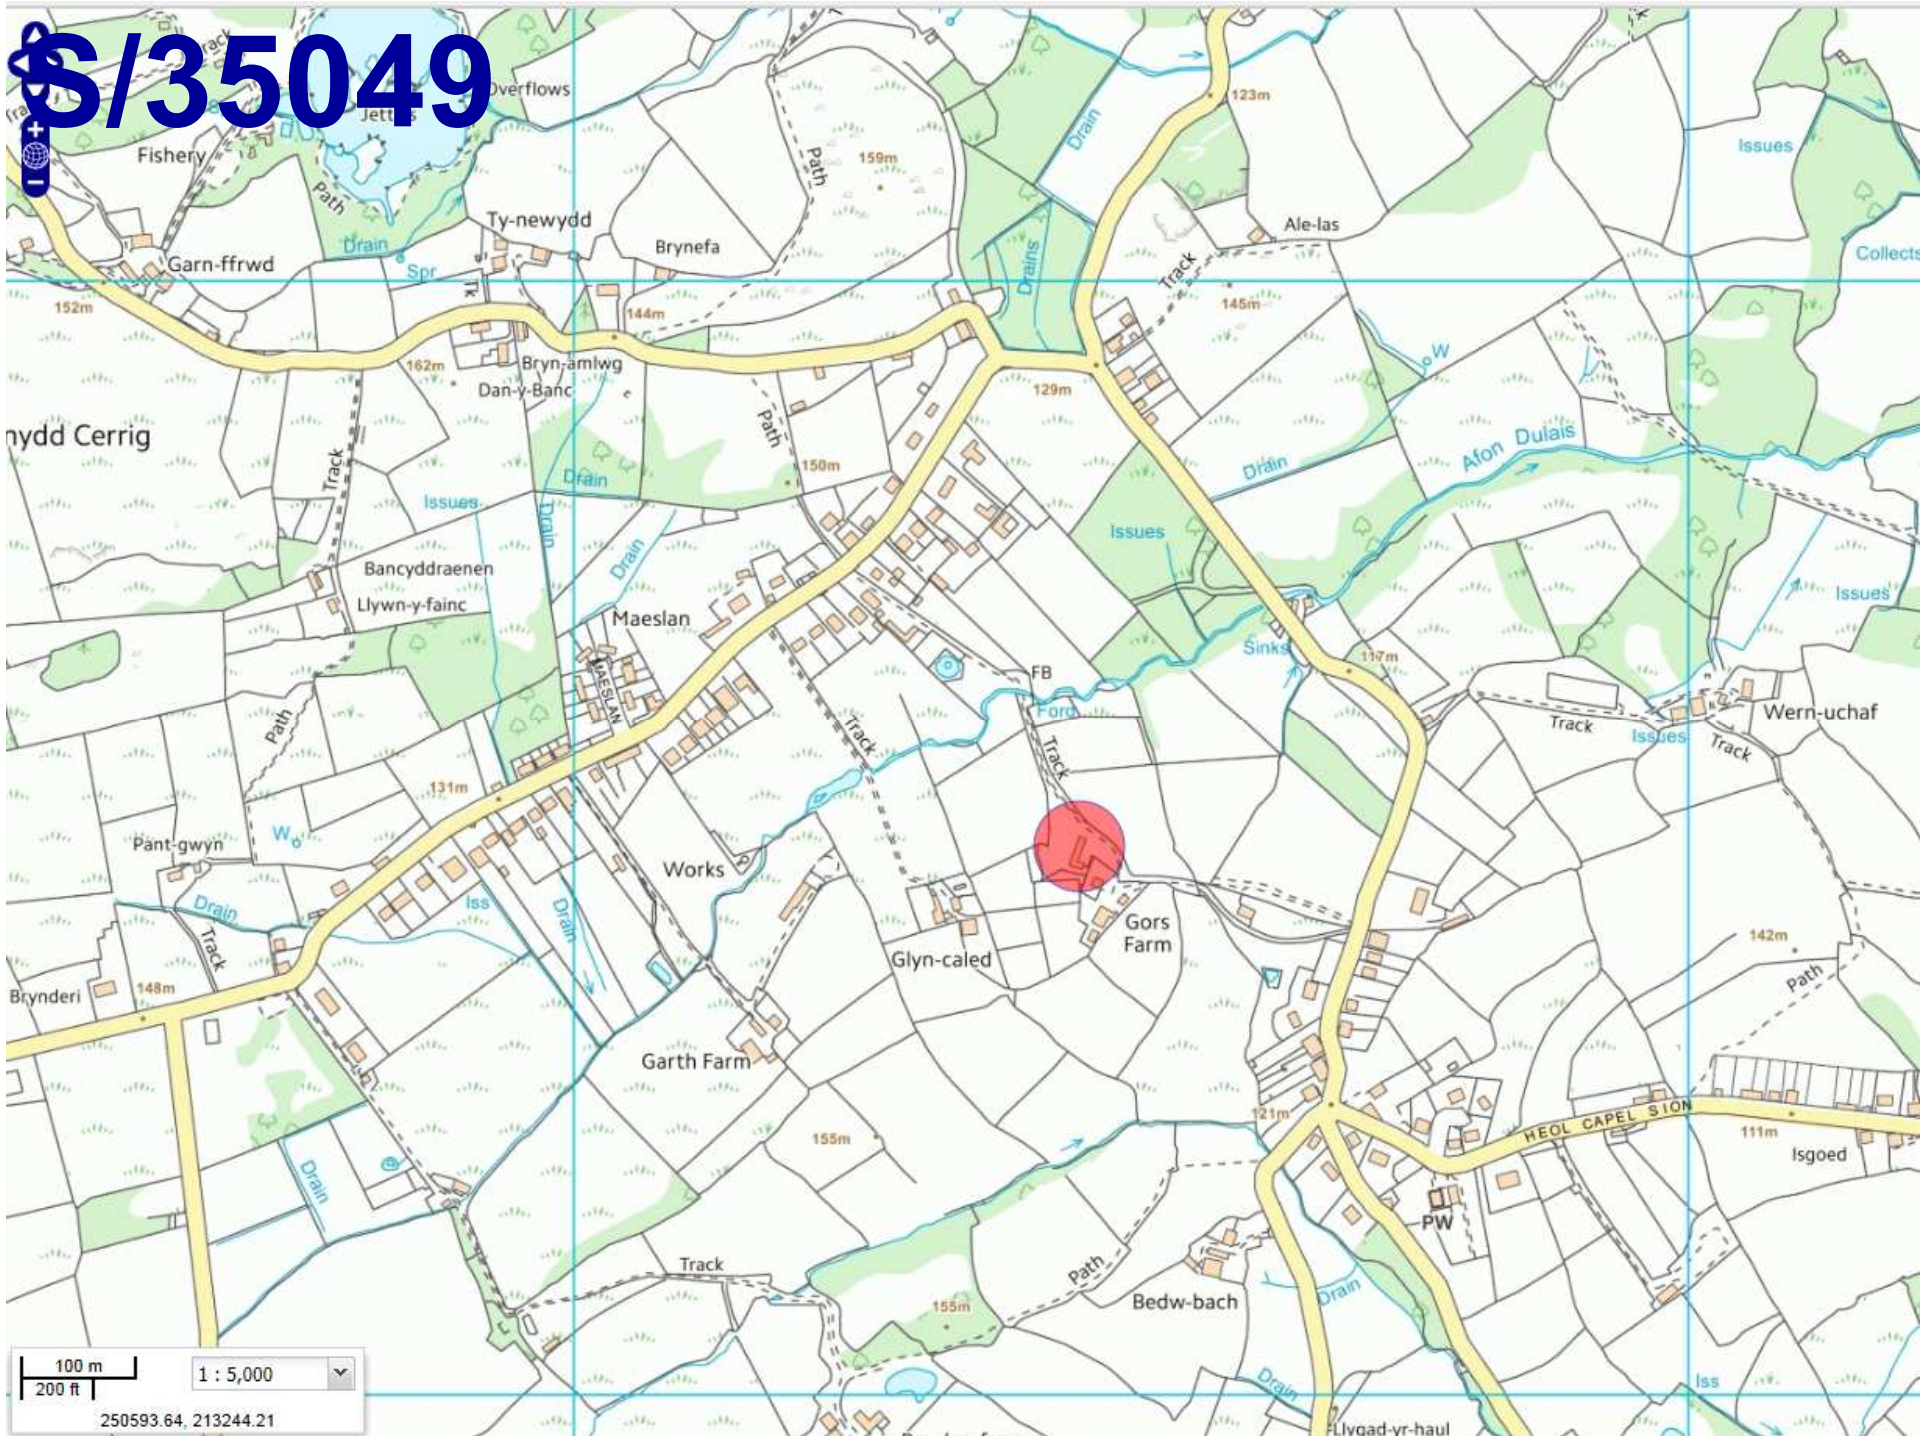 S/35049
Track
Overflows
123m
Drain
Issues
Fishery
Path
Path
159m
Ty-newydd
Ale-las
Drain
Brynefa
Collects
Garn-ffrwd
Spr
Drains
Track
Tk
152m
144m
145m
162m
Bryn-amlwg
W
Dan-y-Banc
129m
nydd Cerrig
Path
Afon Dulais
150m
Drain
Track
Drain
Issues
Drain
Issues
Drain
Bancyddraenen
Llywn-y-fainc
Issues
Maeslan
Sinks
117m
MAESLAN
FB
Ford
Path
Track
Track
Track
Wern-uchaf
Issues
Track
131m
W
Pant-gwyn
Works
Drain
Iss
Drain
Gors
Farm
Track
Glyn-caled
142m
Path
Brynderi
148m
Garth Farm
155m
121m
HEOL CAPEL SION
111m
Isgoed
Drain
PW
Track
Path
155m
Bedw-bach
Drain
100 m
200 ft
1 : 5,000
Drain
Iss
250593.64, 213244.21
Llygad-yr-haul